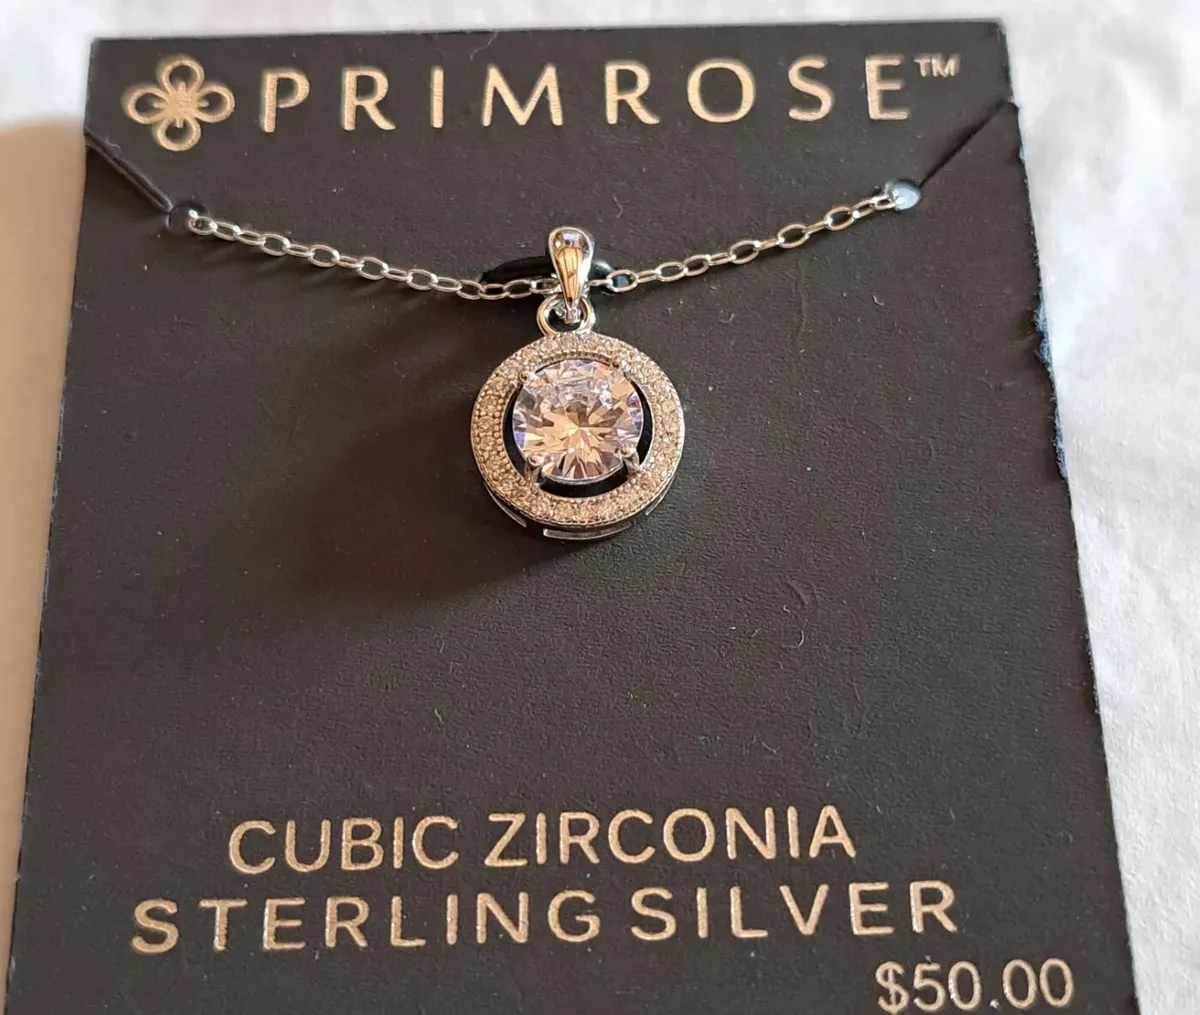 PRIMROSE™
CUBIC ZIRCONIA
STERLING SILVER
$50.00